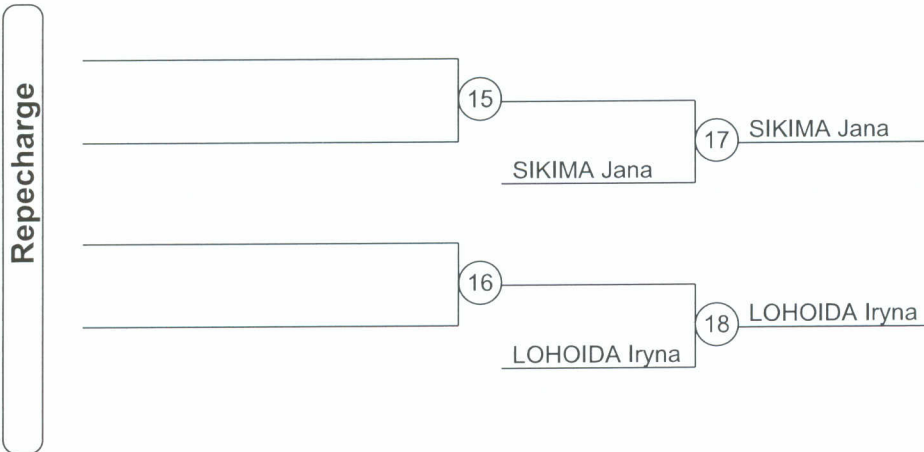 Repecharge
15
17 SIKIMA Jana
SIKIMA Jana
16
18 LOHOIDA Iryna
LOHOIDA Iryna